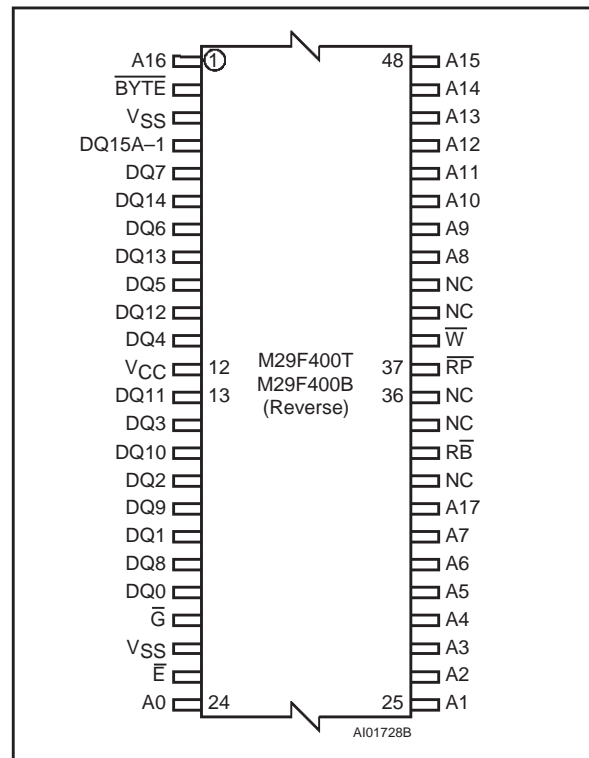 A16 1 48 A15
B̅Y̅T̅E̅ A14
VSS A13
DQ15A–1 A12
DQ7 A11
DQ14 A10
DQ6 A9
DQ13 A8
DQ5 NC
DQ12 NC
DQ4 W̅
VCC 12 M29F400T 37 R̅P̅
DQ11 13 M29F400B 36 NC
(Reverse)
DQ3 NC
DQ10 RB̅
DQ2 NC
DQ9 A17
DQ1 A7
DQ8 A6
DQ0 A5
G̅ A4
VSS A3
E̅ A2
A0 24 25 A1
AI01728B